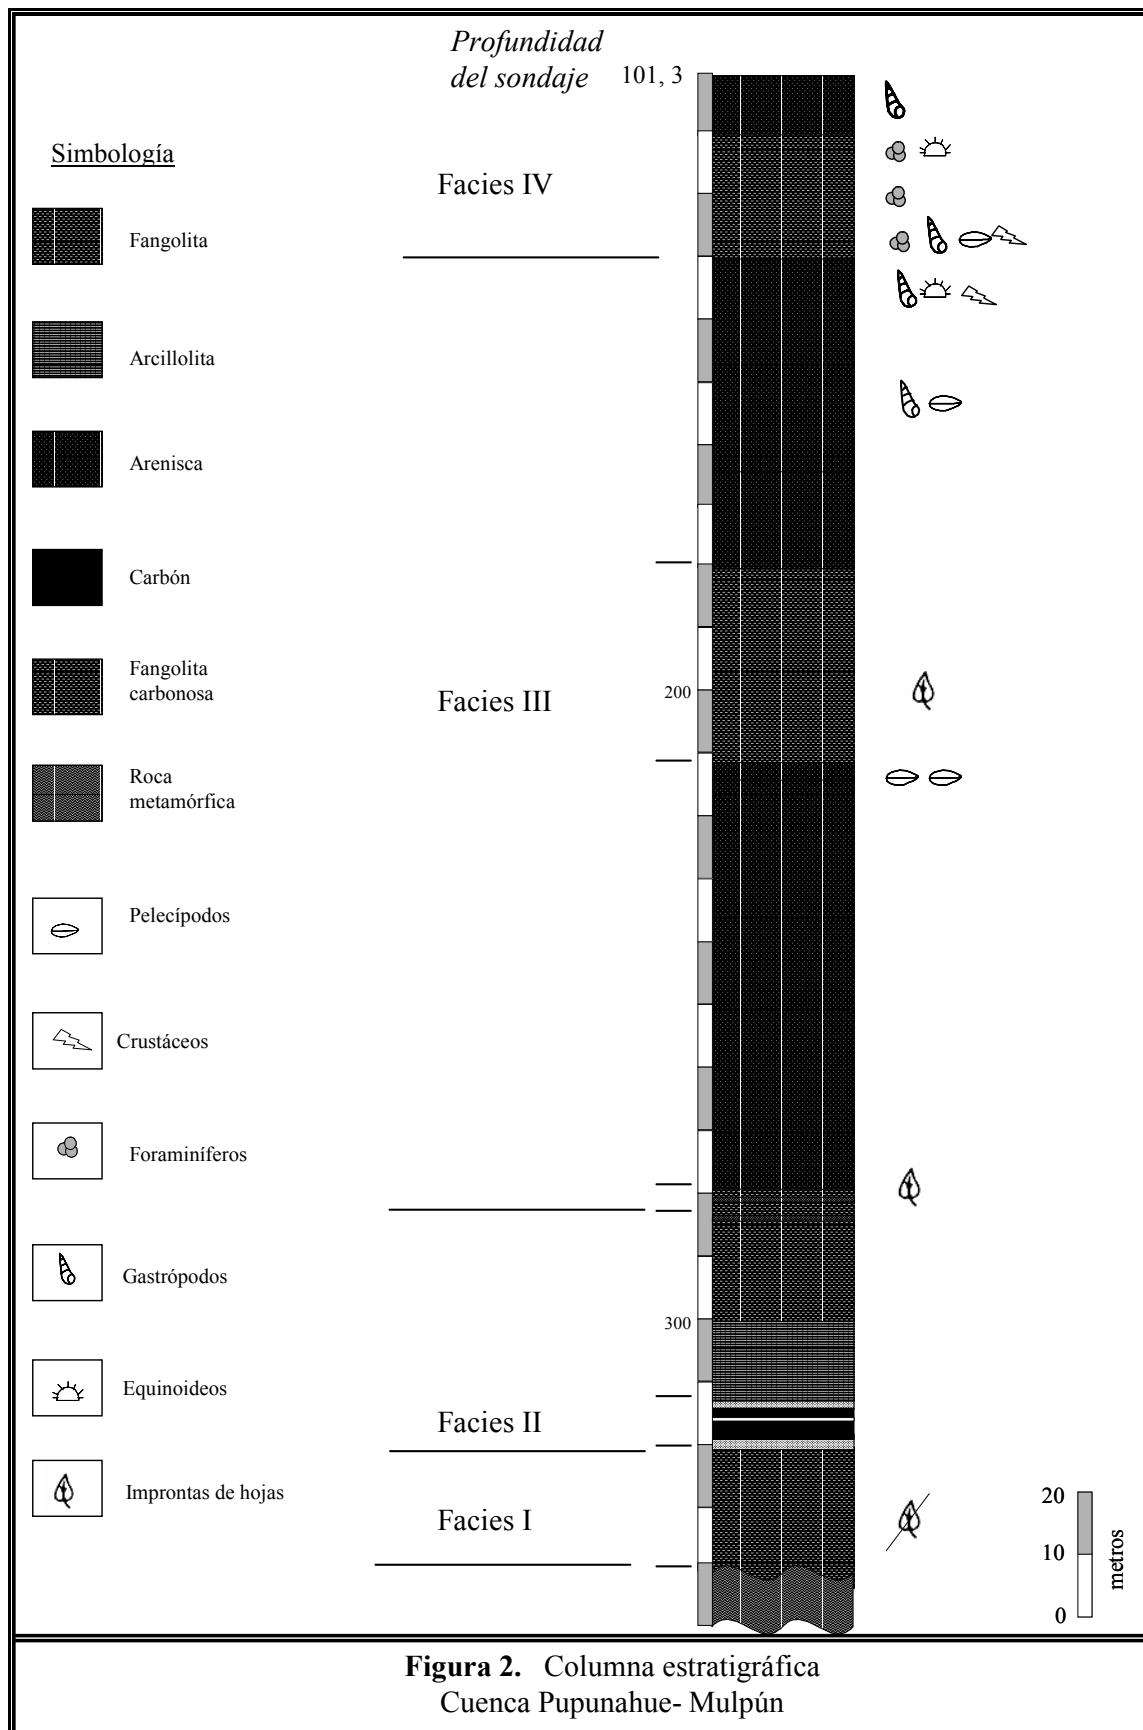 Profundidad
del sondaje
101, 3
Simbología
Facies IV
Fangolita
Arcillolita
Arenisca
Carbón
Fangolita
carbonosa
Facies III
200
Roca
metamórfica
Pelecípodos
Crustáceos
Foraminíferos
Gastrópodos
300
Equinoideos
Facies II
Improntas de hojas
Facies I
20
10
0
metros
Figura 2. Columna estratigráfica
Cuenca Pupunahue- Mulpún